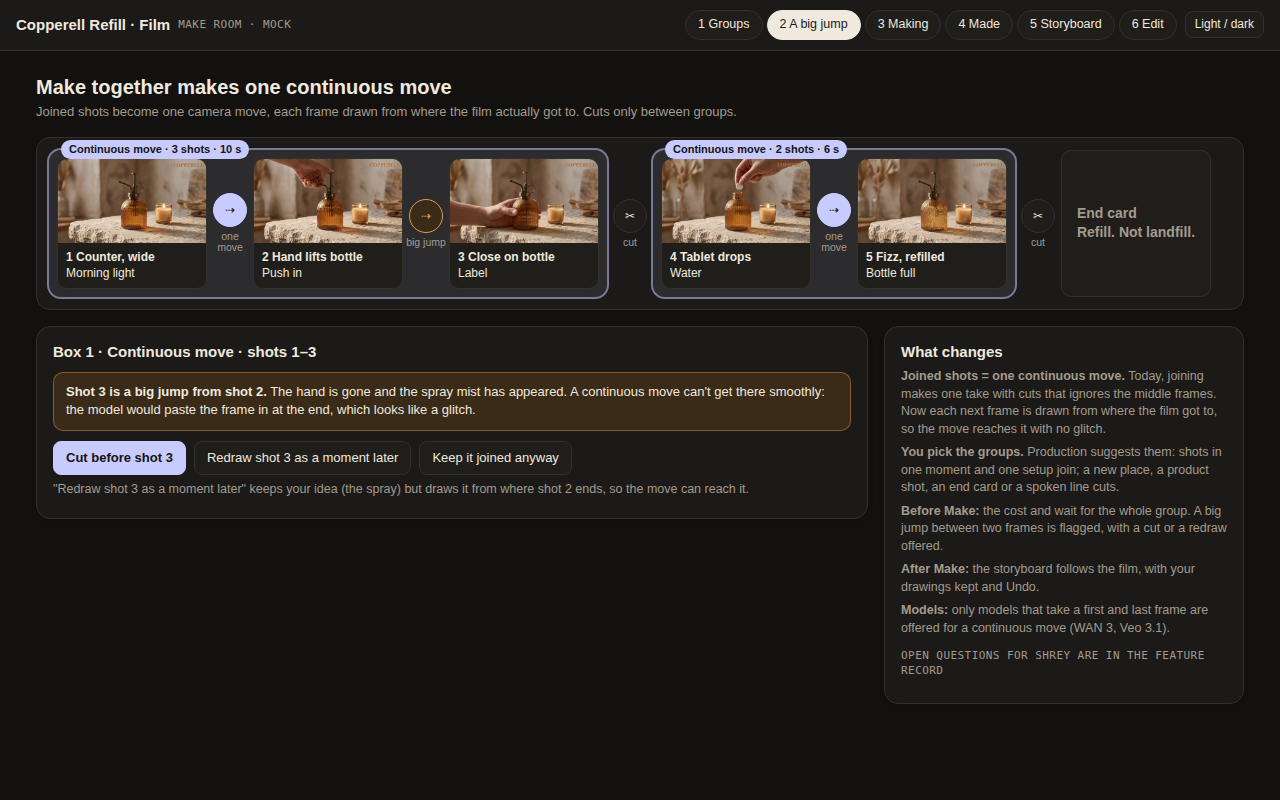 Copperell Refill · Film MAKE ROOM · MOCK
1 Groups
2 A big jump
3 Making
4 Made
5 Storyboard
6 Edit
Light / dark
Make together makes one continuous move
Joined shots become one camera move, each frame drawn from where the film actually got to. Cuts only between groups.
Continuous move · 3 shots · 10 s
1 Counter, wide
Morning light
⇢
one
move
2 Hand lifts bottle
Push in
⇢
big jump
3 Close on bottle
Label
✂
cut
Continuous move · 2 shots · 6 s
4 Tablet drops
Water
⇢
one
move
5 Fizz, refilled
Bottle full
✂
cut
End card
Refill. Not landfill.
Box 1 · Continuous move · shots 1–3
Shot 3 is a big jump from shot 2. The hand is gone and the spray mist has appeared. A continuous move can't get there smoothly:
the model would paste the frame in at the end, which looks like a glitch.
Cut before shot 3
Redraw shot 3 as a moment later
Keep it joined anyway
"Redraw shot 3 as a moment later" keeps your idea (the spray) but draws it from where shot 2 ends, so the move can reach it.
What changes
Joined shots = one continuous move. Today, joining
makes one take with cuts that ignores the middle frames.
Now each next frame is drawn from where the film got to,
so the move reaches it with no glitch.
You pick the groups. Production suggests them: shots in
one moment and one setup join; a new place, a product
shot, an end card or a spoken line cuts.
Before Make: the cost and wait for the whole group. A big
jump between two frames is flagged, with a cut or a redraw
offered.
After Make: the storyboard follows the film, with your
drawings kept and Undo.
Models: only models that take a first and last frame are
offered for a continuous move (WAN 3, Veo 3.1).
OPEN QUESTIONS FOR SHREY ARE IN THE FEATURE
RECORD